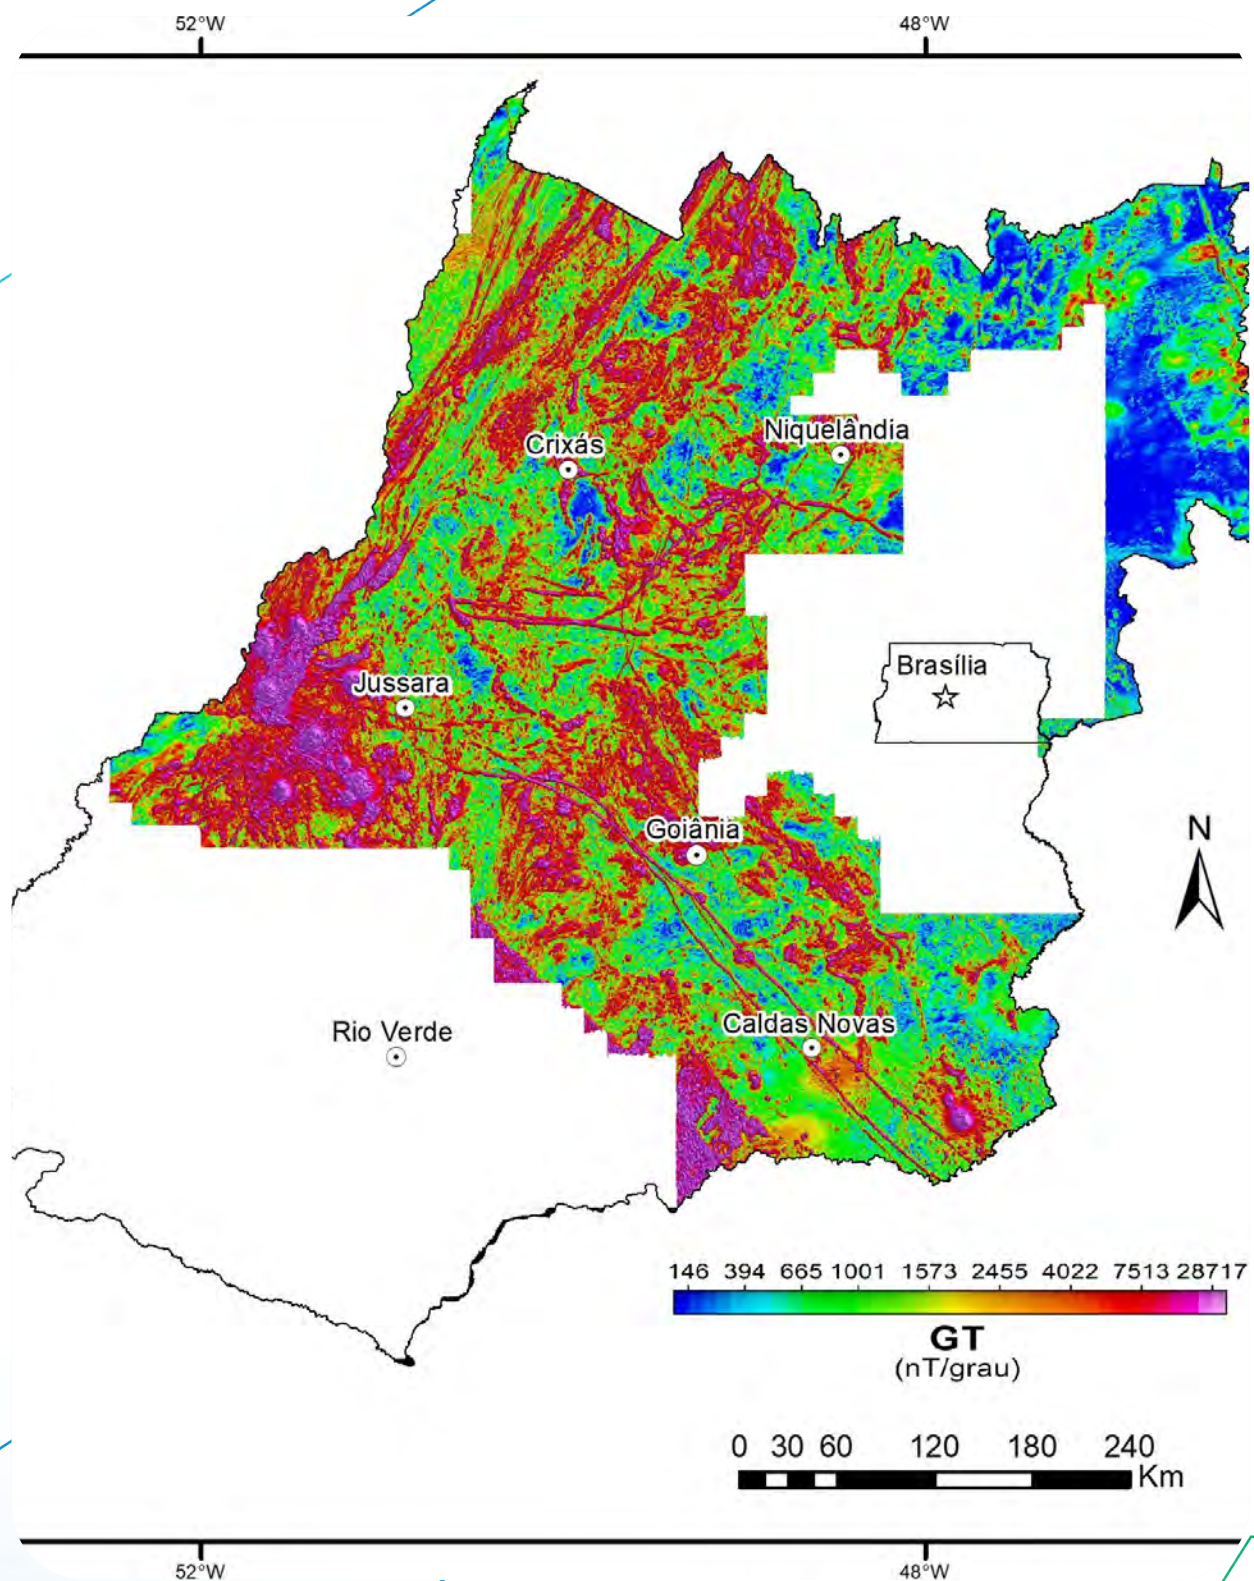 52°W 48°W
Crixás
Niquelândia
Brasília
Jussara
Goiânia
N
Rio Verde
Caldas Novas
146 394 665 1001 1573 2455 4022 7513 28717
GT
(nT/grau)
0 30 60 120 180 240
Km
52°W 48°W